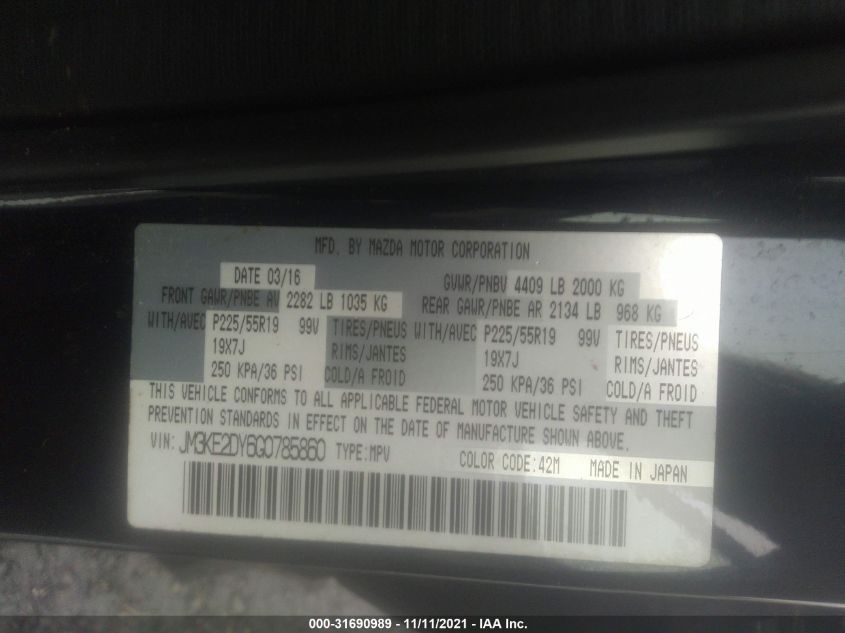 MFD. BY MAZDA MOTOR CORPORATION
DATE 03/16 GVWR/PNBV 4409 LB 2000 KG
FRONT GAWR/PNBE AV 2282 LB 1035 KG REAR GAWR/PNBE AR 2134 LB 968 KG
WITH/AVEC P225/55R19 99V TIRES/PNEUS WITH/AVEC P225/55R19 99V TIRES/PNEUS
19X7J RIMS/JANTES 19X7J RIMS/JANTES
250 KPA/36 PSI COLD/A FROID 250 KPA/36 PSI COLD/A FROID
THIS VEHICLE CONFORMS TO ALL APPLICABLE FEDERAL MOTOR VEHICLE SAFETY AND THEFT
PREVENTION STANDARDS IN EFFECT ON THE DATE OF MANUFACTURE SHOWN ABOVE.
VIN: JM3KE2DY6G0785860 TYPE:MPV COLOR CODE:42M MADE IN JAPAN
000-31690989 - 11/11/2021 - IAA Inc.